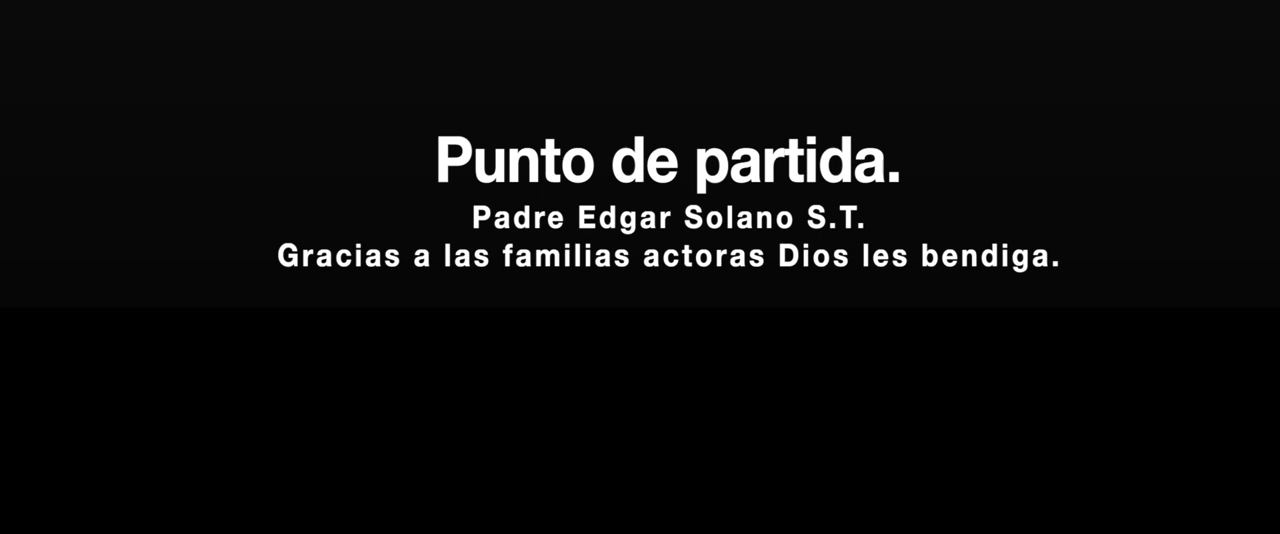 Punto de partida.
Padre Edgar Solano S.T.
Gracias a las familias actoras Dios les bendiga.